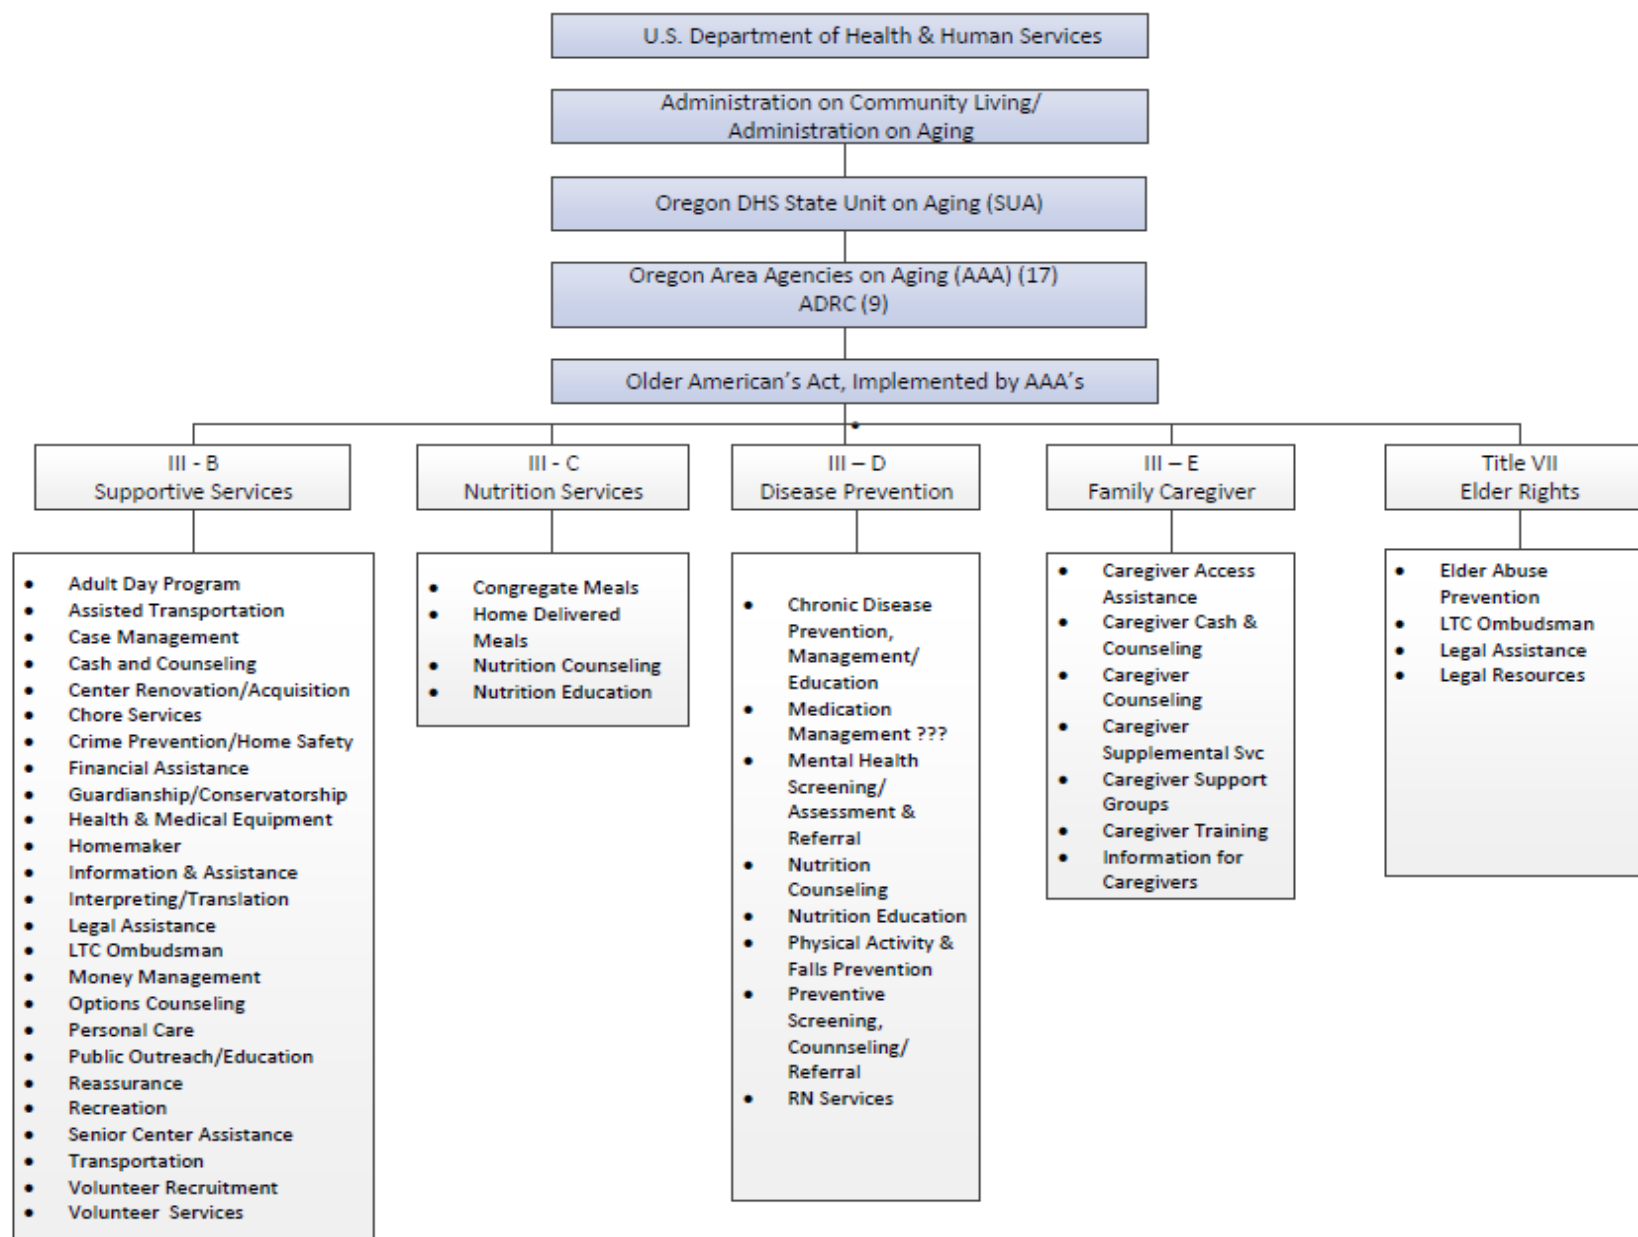 U.S. Department of Health & Human Services
Administration on Community Living/
Administration on Aging
Oregon DHS State Unit on Aging (SUA)
Oregon Area Agencies on Aging (AAA) (17)
ADRC (9)
Older American's Act, Implemented by AAA's
III - B
Supportive Services
• Adult Day Program
• Assisted Transportation
• Case Management
• Cash and Counseling
• Center Renovation/Acquisition
• Chore Services
• Crime Prevention/Home Safety
• Financial Assistance
• Guardianship/Conservatorship
• Health & Medical Equipment
• Homemaker
• Information & Assistance
• Interpreting/Translation
• Legal Assistance
• LTC Ombudsman
• Money Management
• Options Counseling
• Personal Care
• Public Outreach/Education
• Reassurance
• Recreation
• Senior Center Assistance
• Transportation
• Volunteer Recruitment
• Volunteer Services
III - C
Nutrition Services
• Congregate Meals
• Home Delivered
Meals
• Nutrition Counseling
• Nutrition Education
III – D
Disease Prevention
• Chronic Disease
Prevention,
Management/
Education
• Medication
Management ???
• Mental Health
Screening/
Assessment &
Referral
• Nutrition
Counseling
• Nutrition Education
• Physical Activity &
Falls Prevention
• Preventive
Screening,
Counnseling/
Referral
• RN Services
III – E
Family Caregiver
• Caregiver Access
Assistance
• Caregiver Cash &
Counseling
• Caregiver
Counseling
• Caregiver
Supplemental Svc
• Caregiver Support
Groups
• Caregiver Training
• Information for
Caregivers
Title VII
Elder Rights
• Elder Abuse
Prevention
• LTC Ombudsman
• Legal Assistance
• Legal Resources